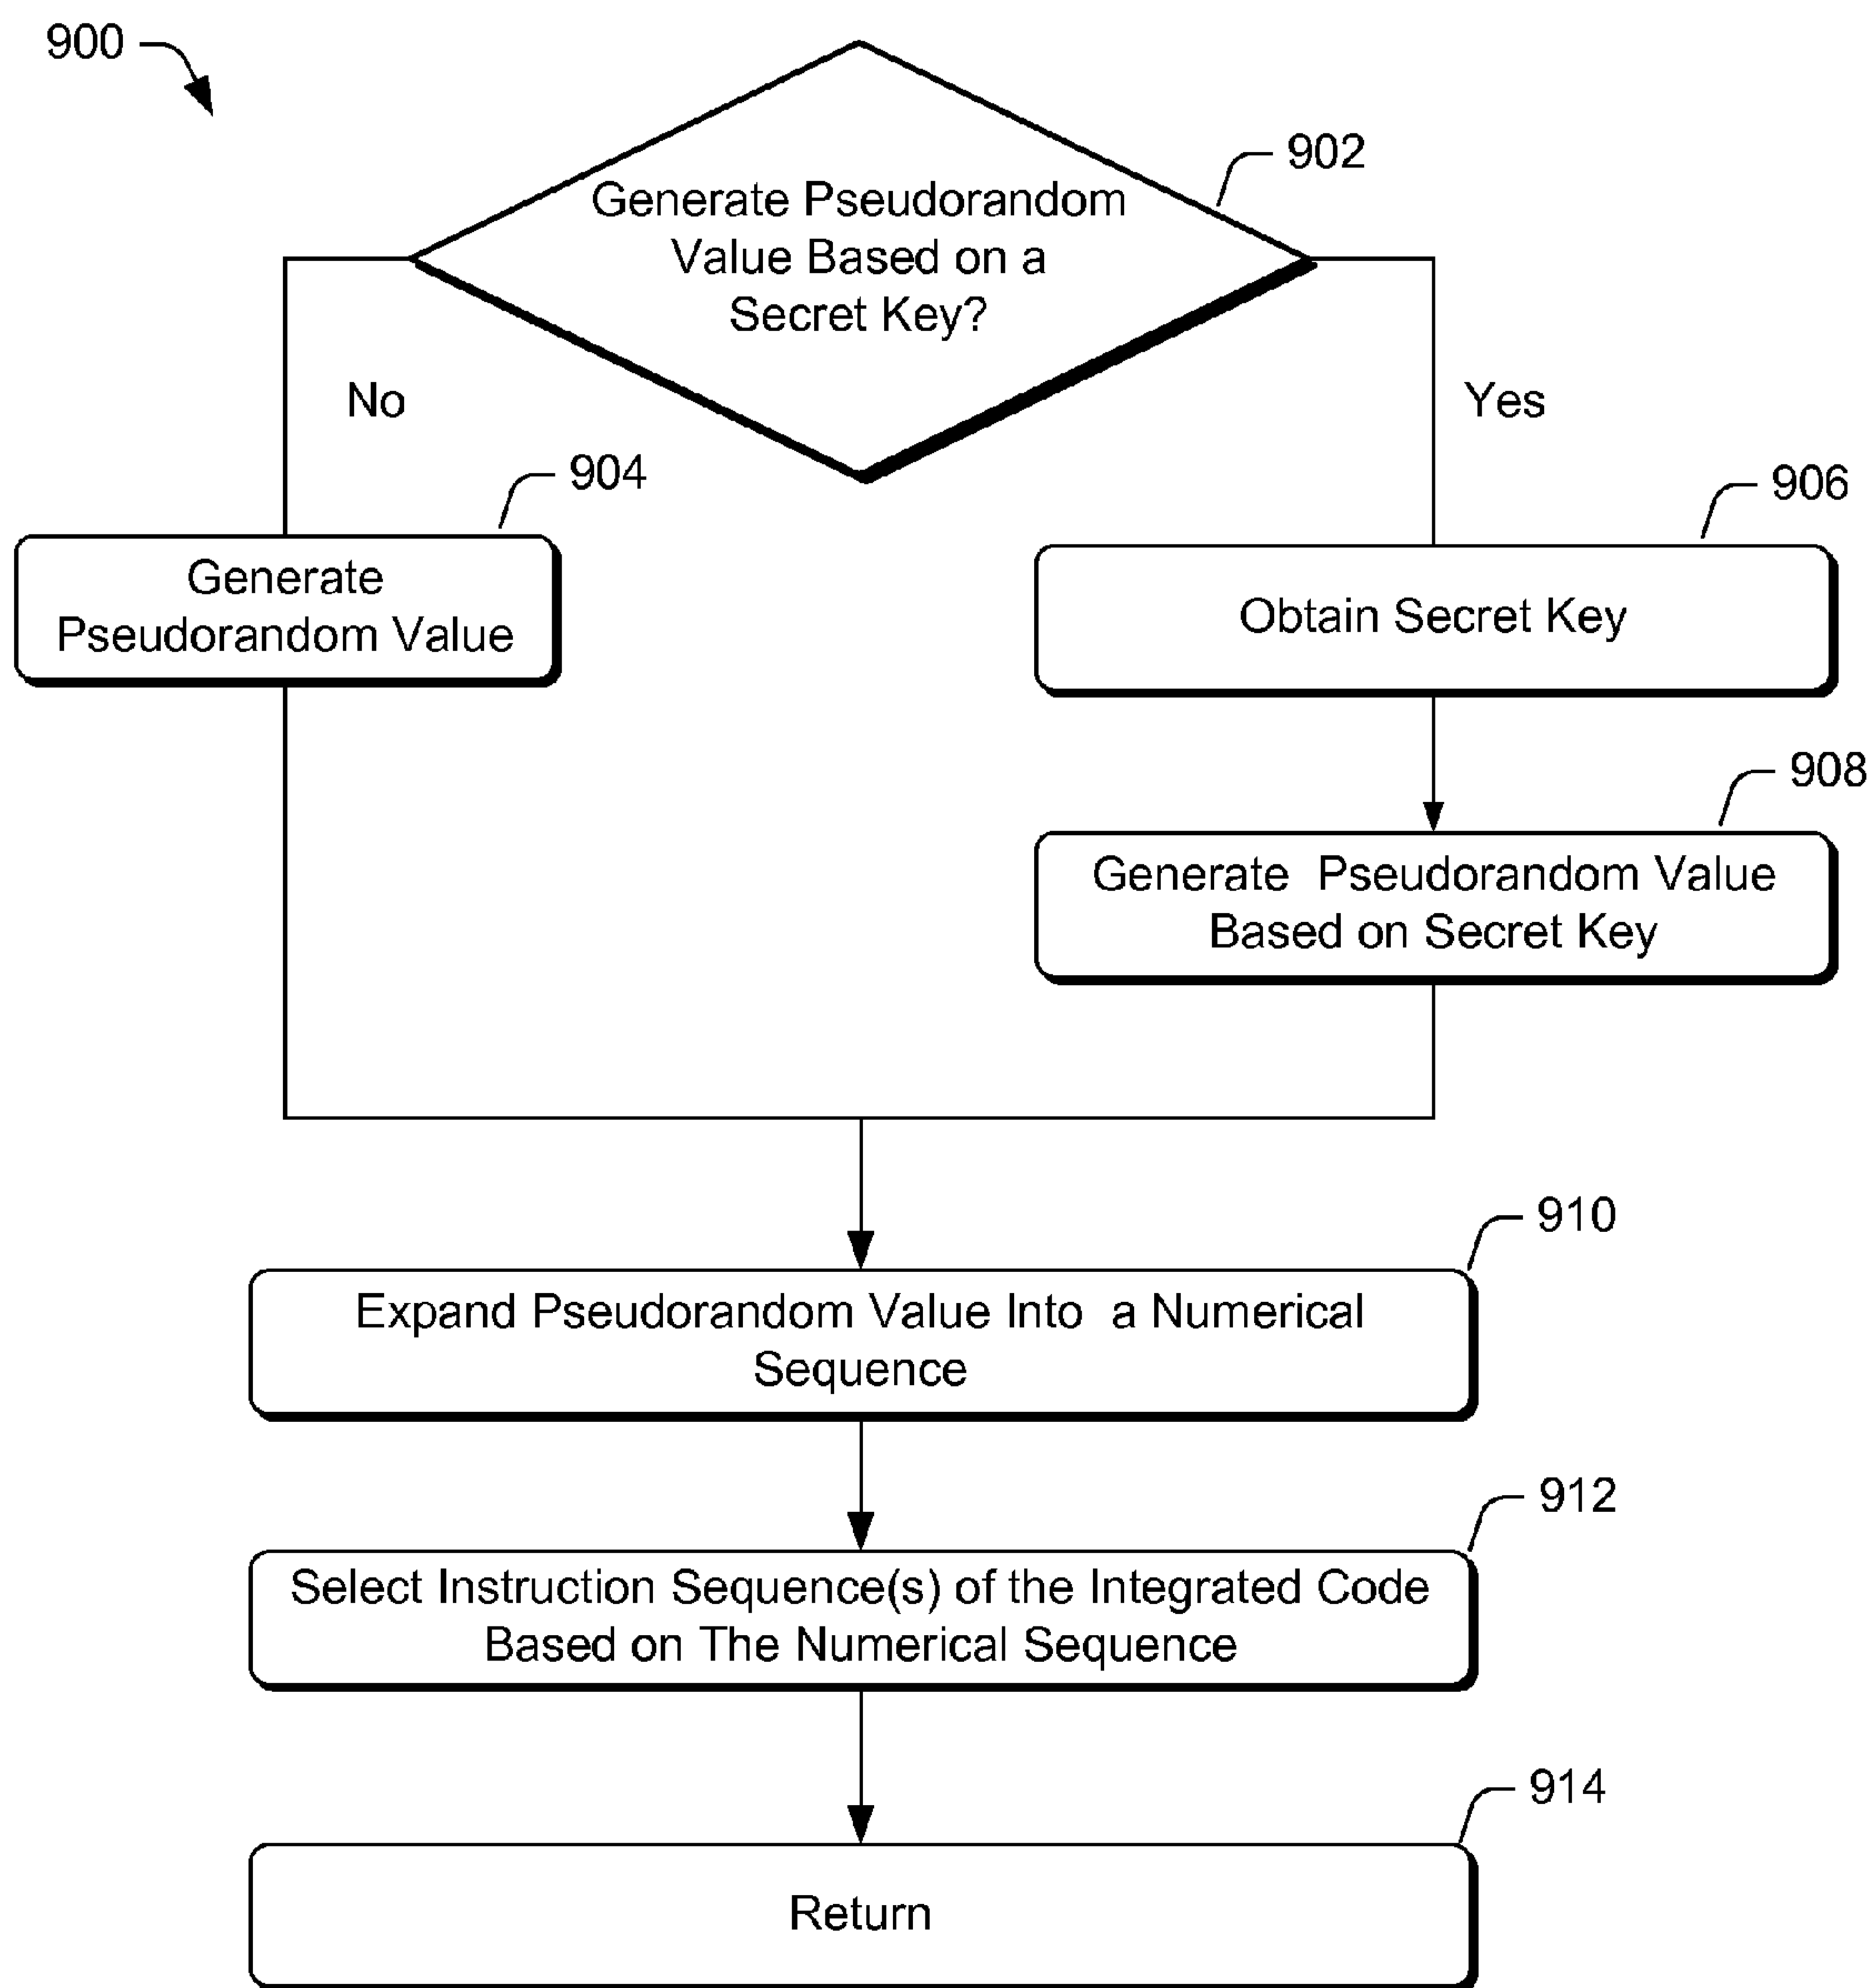 900
902
Generate Pseudorandom
Value Based on a
Secret Key?
No
Yes
904
Generate
Pseudorandom Value
906
Obtain Secret Key
908
Generate Pseudorandom Value
Based on Secret Key
910
Expand Pseudorandom Value Into a Numerical
Sequence
912
Select Instruction Sequence(s) of the Integrated Code
Based on The Numerical Sequence
914
Return